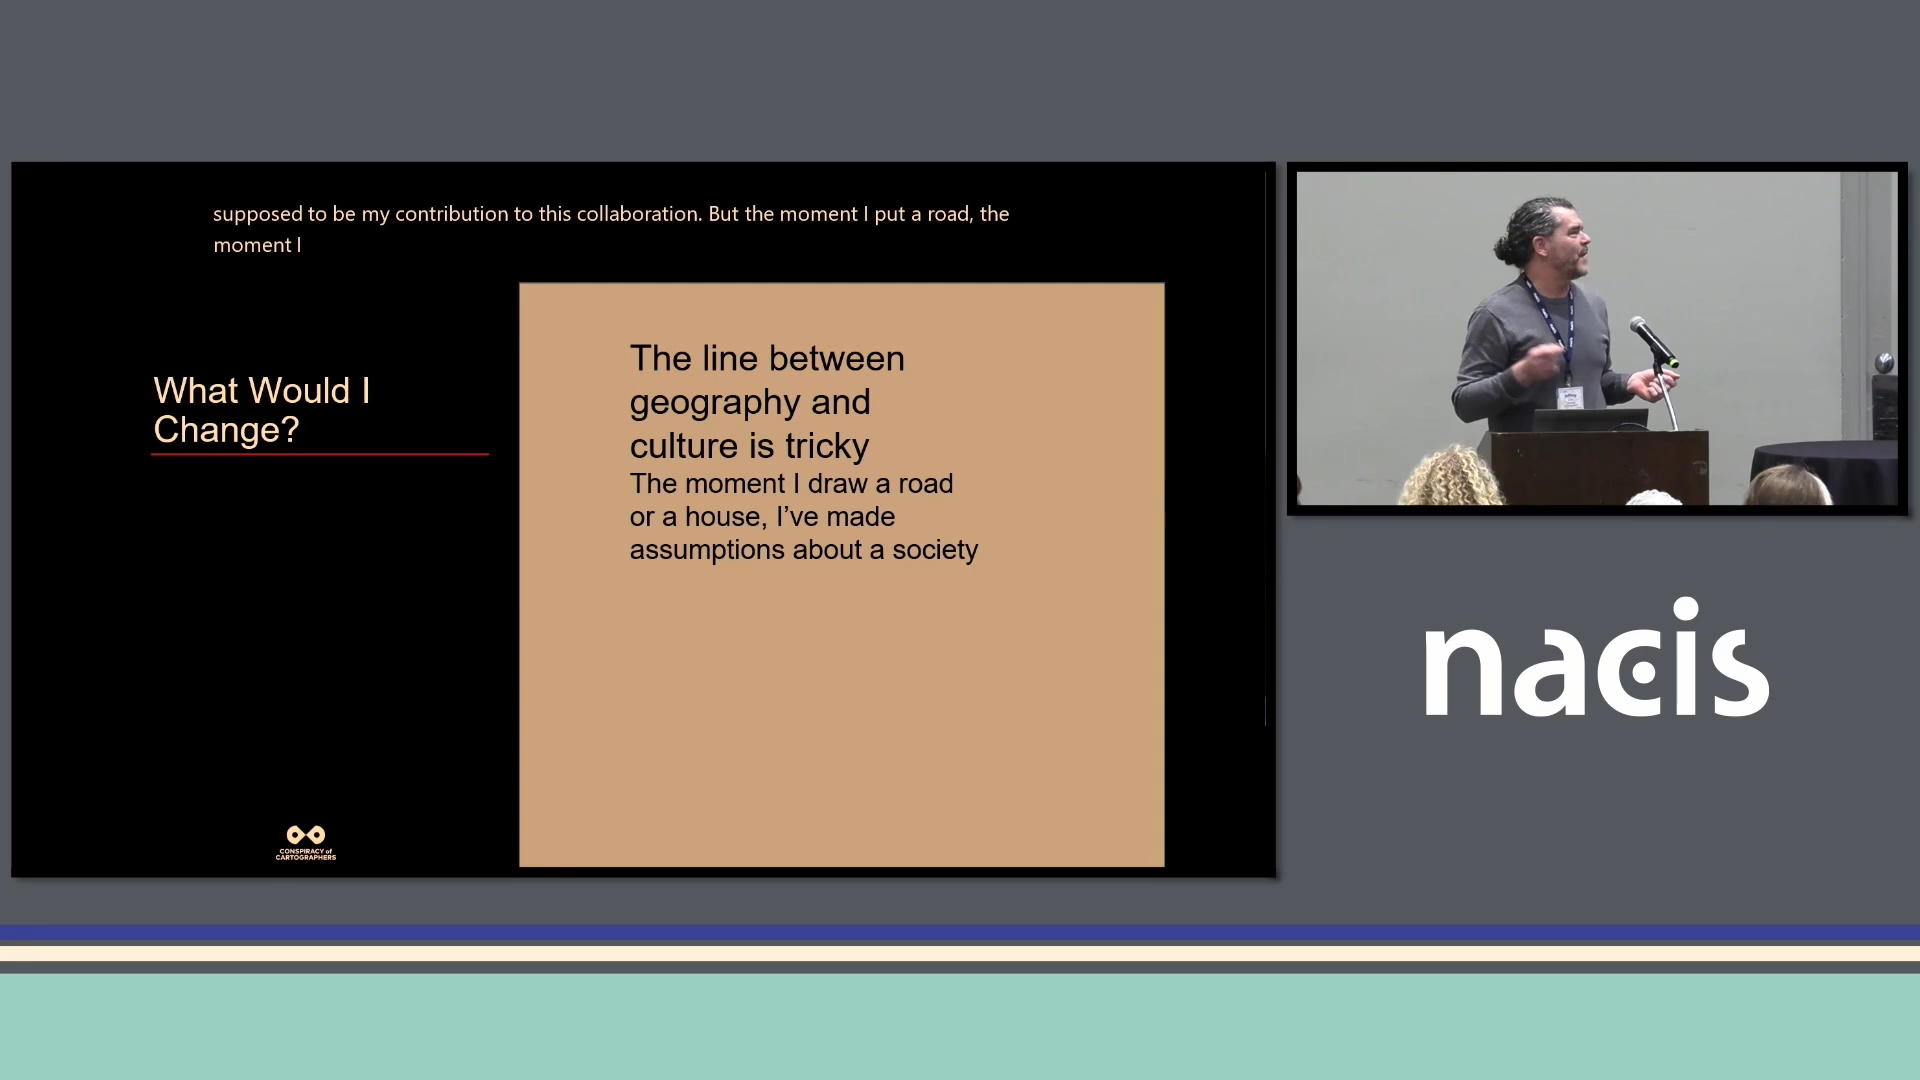 supposed to be my contribution to this collaboration. But the moment I put a road, the
moment I
What Would I
Change?
The line between
geography and
culture is tricky
The moment I draw a road
or a house, I’ve made
assumptions about a society
CONSPIRACY of
CARTOGRAPHERS
nacis